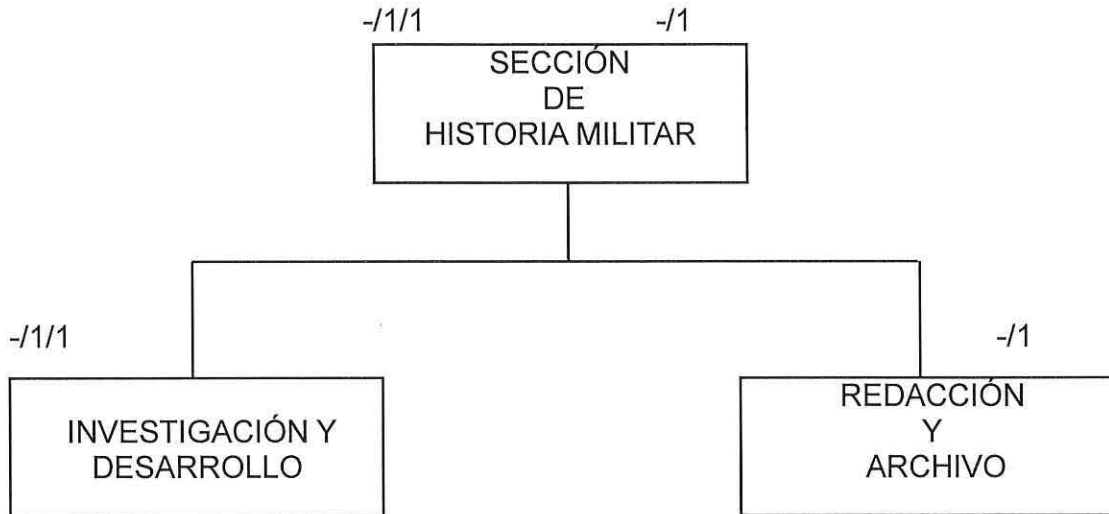 -/1/1 -/1
SECCIÓN
DE
HISTORIA MILITAR
-/1/1
INVESTIGACIÓN Y
DESARROLLO
-/1
REDACCIÓN
Y
ARCHIVO